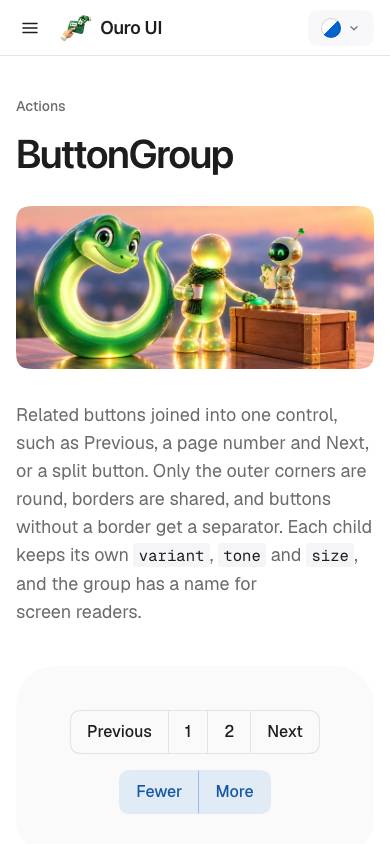 Ouro UI
Actions
ButtonGroup
Related buttons joined into one control,
such as Previous, a page number and Next,
or a split button. Only the outer corners are
round, borders are shared, and buttons
without a border get a separator. Each child
keeps its own variant, tone and size,
and the group has a name for
screen readers.
Previous 1 2 Next
Fewer More